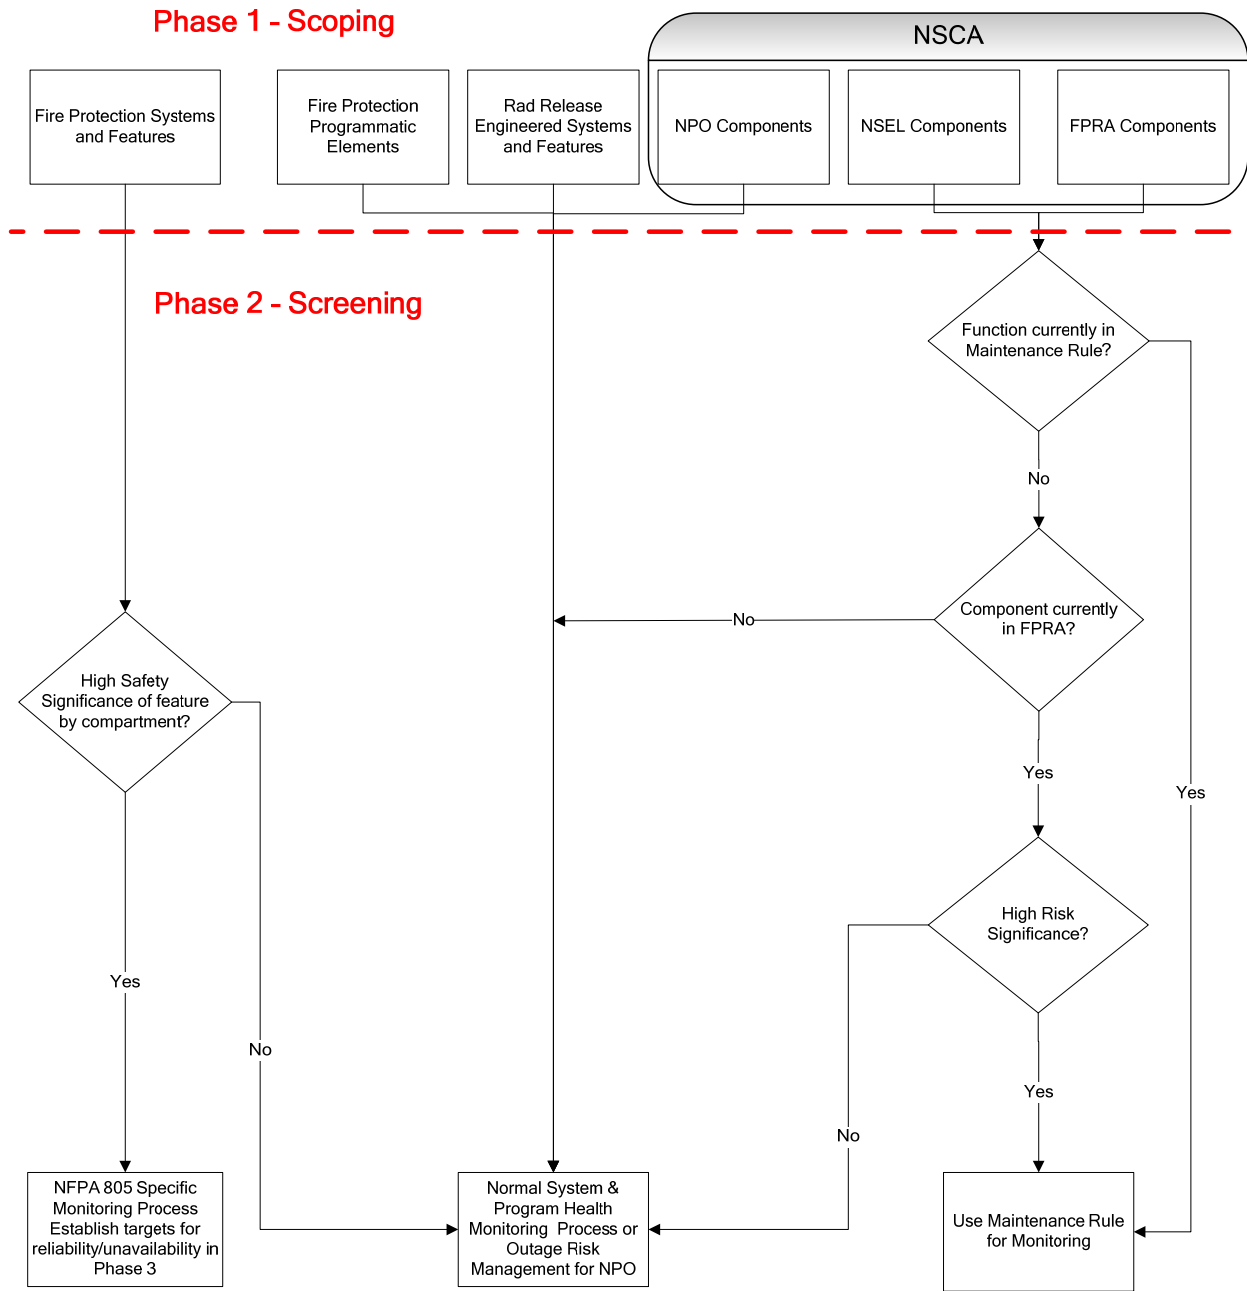 Phase 1 - Scoping
NSCA
Fire Protection Systems
and Features
Fire Protection
Programmatic
Elements
Rad Release
Engineered Systems
and Features
NPO Components
NSEL Components
FPRA Components
Phase 2 - Screening
Function currently in
Maintenance Rule?
No
Component currently
in FPRA?
No
High Safety
Significance of feature
by compartment?
Yes
Yes
High Risk
Significance?
Yes
No
Yes
No
NFPA 805 Specific
Monitoring Process
Establish targets for
reliability/unavailability in
Phase 3
Normal System &
Program Health
Monitoring Process or
Outage Risk
Management for NPO
Use Maintenance Rule
for Monitoring